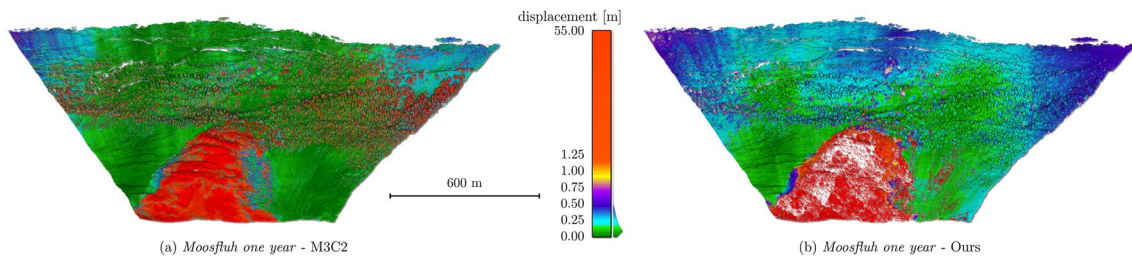 displacement [m]
55.00
1.25
1.00
0.75
0.50
0.25
0.00
600 m
(a) Moosfluh one year - M3C2
(b) Moosfluh one year - Ours